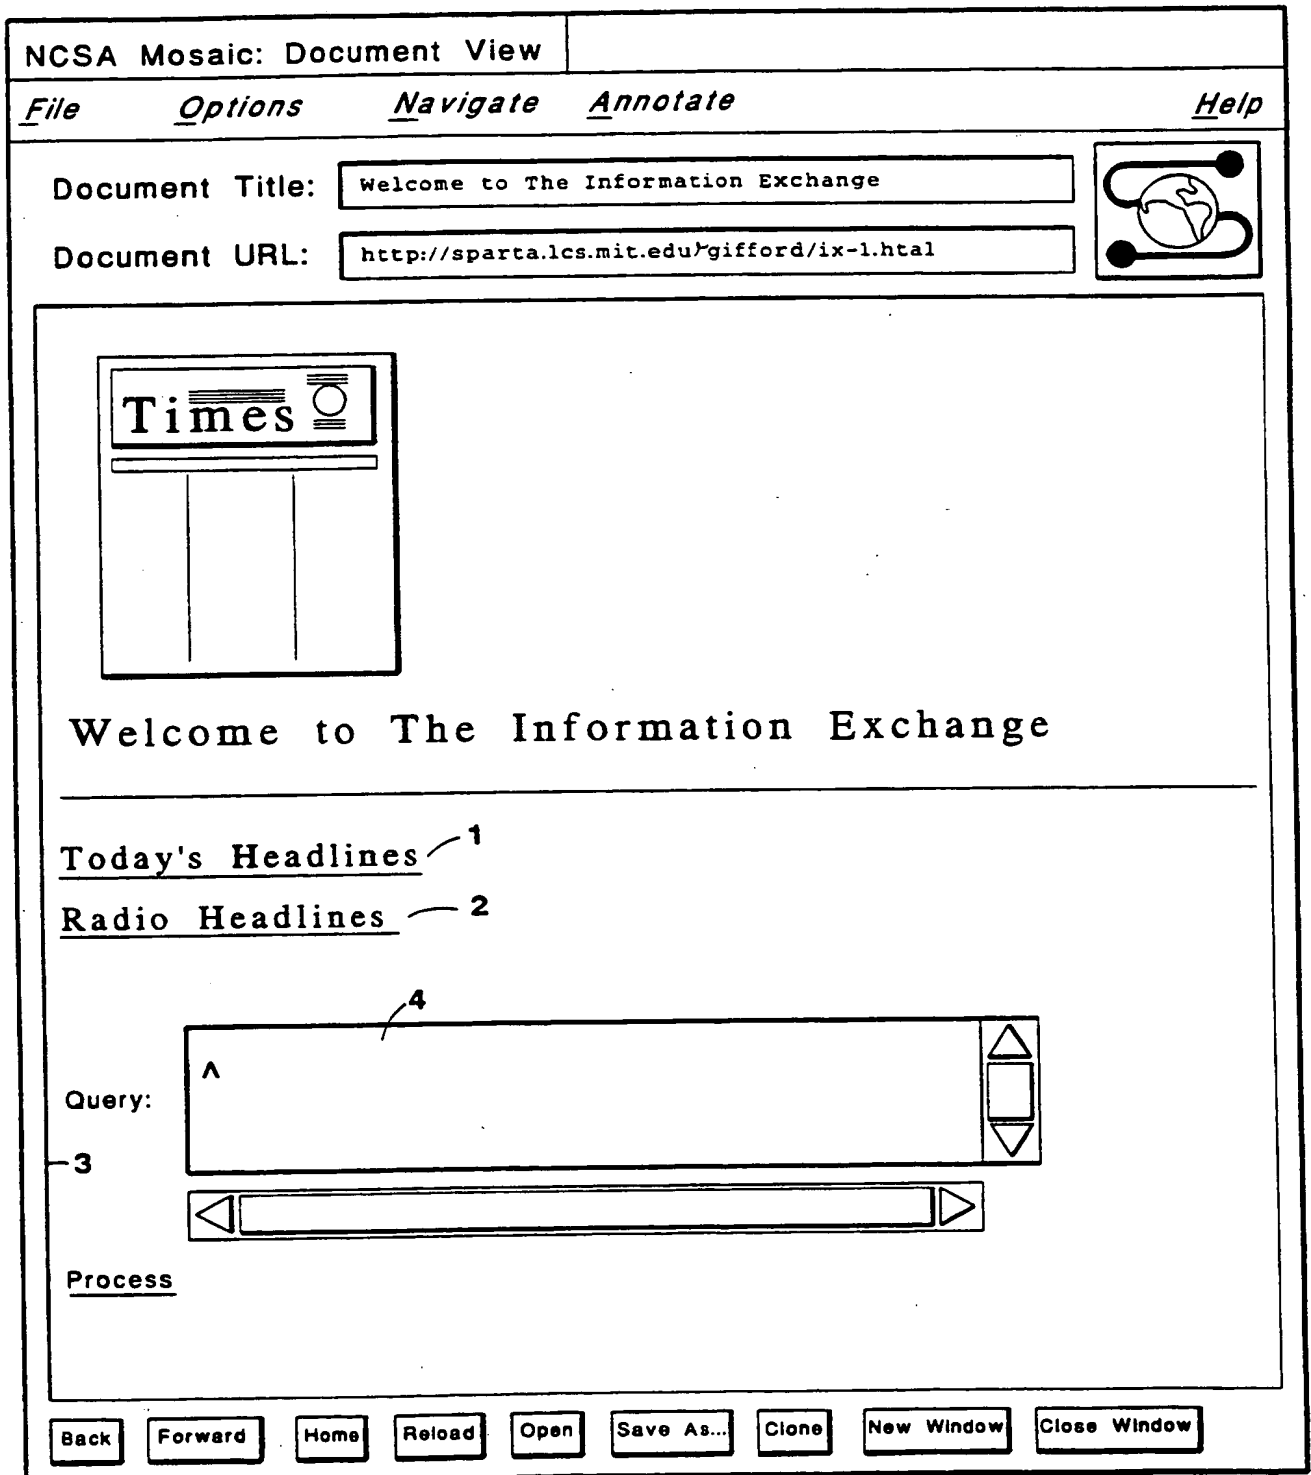 NCSA Mosaic: Document View
File Options Navigate Annotate Help
Document Title: Welcome to The Information Exchange
Document URL: http://sparta.lcs.mit.edu/~gifford/ix-1.htal
Times
Welcome to The Information Exchange
Today's Headlines 1
Radio Headlines 2
4
^
Query:
3
Process
Back Forward Home Reload Open Save As... Clone New Window Close Window